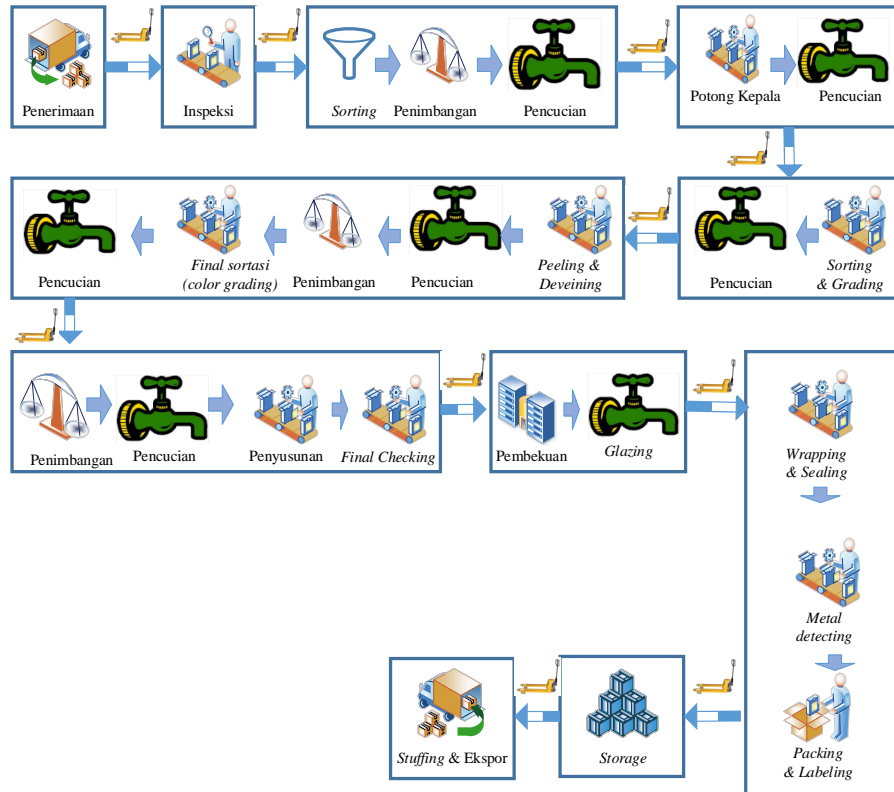 Penerimaan
Inspeksi
Sorting
Penimbangan
Pencucian
Potong Kepala
Pencucian
Sorting
& Grading
Pencucian
Peeling &
Deveining
Pencucian
Penimbangan
Final sortasi
(color grading)
Pencucian
Penimbangan
Pencucian
Penyusunan
Final Checking
Pembekuan
Glazing
Wrapping
& Sealing
Metal
detecting
Packing
& Labeling
Storage
Stuffing & Ekspor